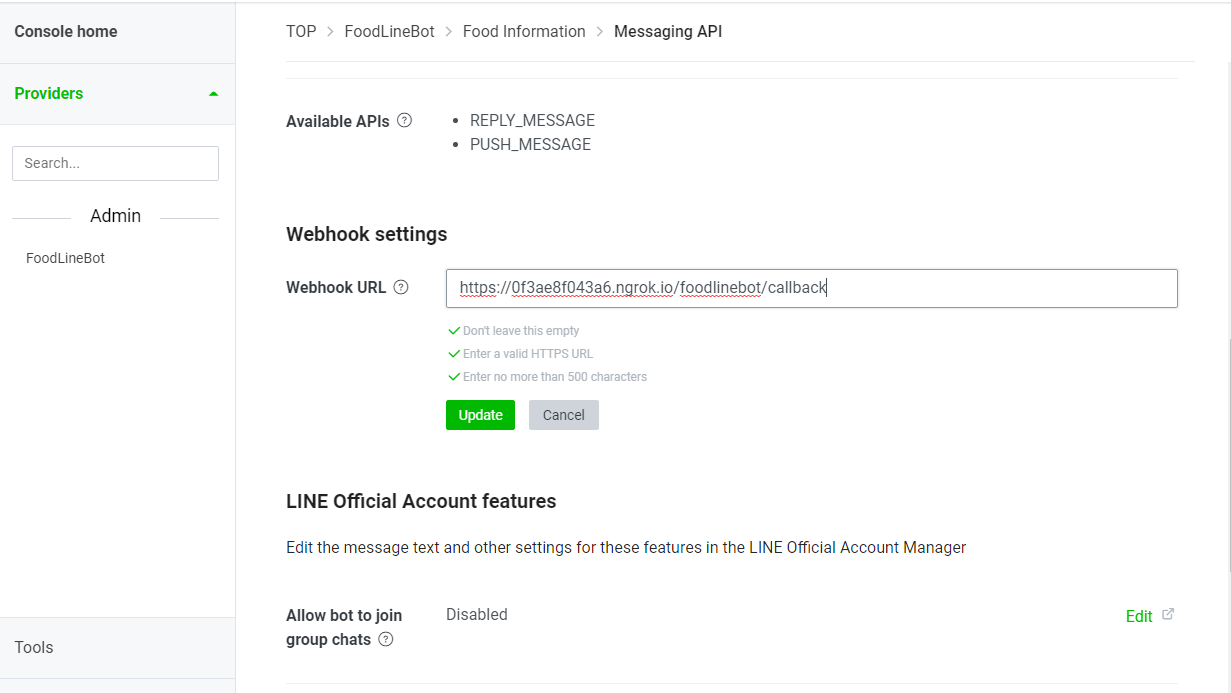 Console home
Providers
Search...
Admin
FoodLineBot
Tools
TOP > FoodLineBot > Food Information > Messaging API
Available APIs ?
• REPLY_MESSAGE
• PUSH_MESSAGE
Webhook settings
Webhook URL ?
https://0f3ae8f043a6.ngrok.io/foodlinebot/callback
Don't leave this empty
Enter a valid HTTPS URL
Enter no more than 500 characters
Update Cancel
LINE Official Account features
Edit the message text and other settings for these features in the LINE Official Account Manager
Allow bot to join
group chats ?
Disabled
Edit